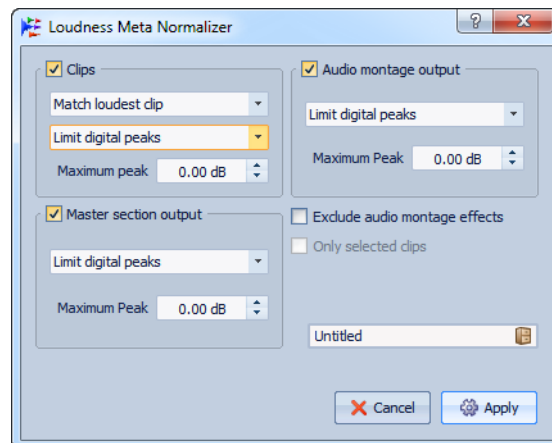 Loudness Meta Normalizer
?
X
Clips
Match loudest clip
Limit digital peaks
Maximum peak 0.00 dB
Audio montage output
Limit digital peaks
Maximum Peak 0.00 dB
Master section output
Limit digital peaks
Maximum Peak 0.00 dB
Exclude audio montage effects
Only selected clips
Untitled
Cancel
Apply